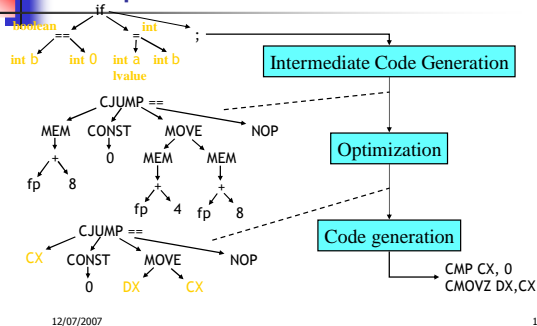 if
boolean
int
==
=
;
int b
int 0
int a
int b
lvalue
Intermediate Code Generation
CJUMP ==
MEM
CONST
MOVE
NOP
+
0
MEM
MEM
fp
8
+
+
fp
4
fp
8
Optimization
CJUMP ==
CX
CONST
MOVE
NOP
0
DX
CX
Code generation
CMP CX, 0
CMOVZ DX,CX
12/07/2007
1